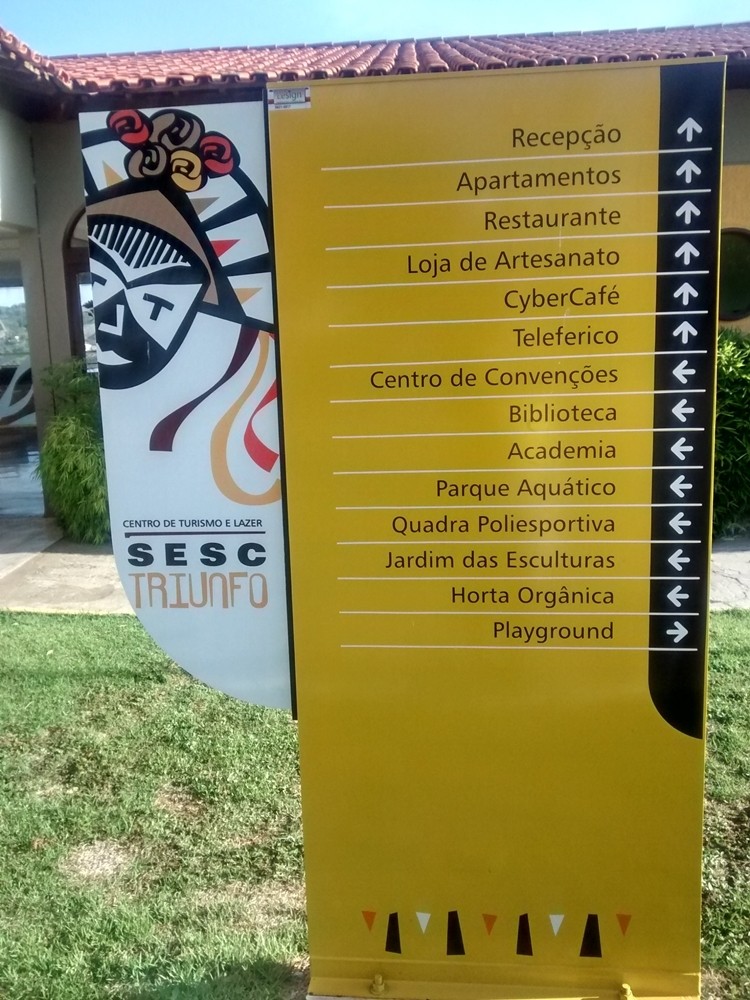 design
Recepção
Apartamentos
Restaurante
Loja de Artesanato
CyberCafé
Teleferico
Centro de Convenções
Biblioteca
Academia
Parque Aquático
Quadra Poliesportiva
Jardim das Esculturas
Horta Orgânica
Playground
CENTRO DE TURISMO E LAZER
SESC
TRIUNFO